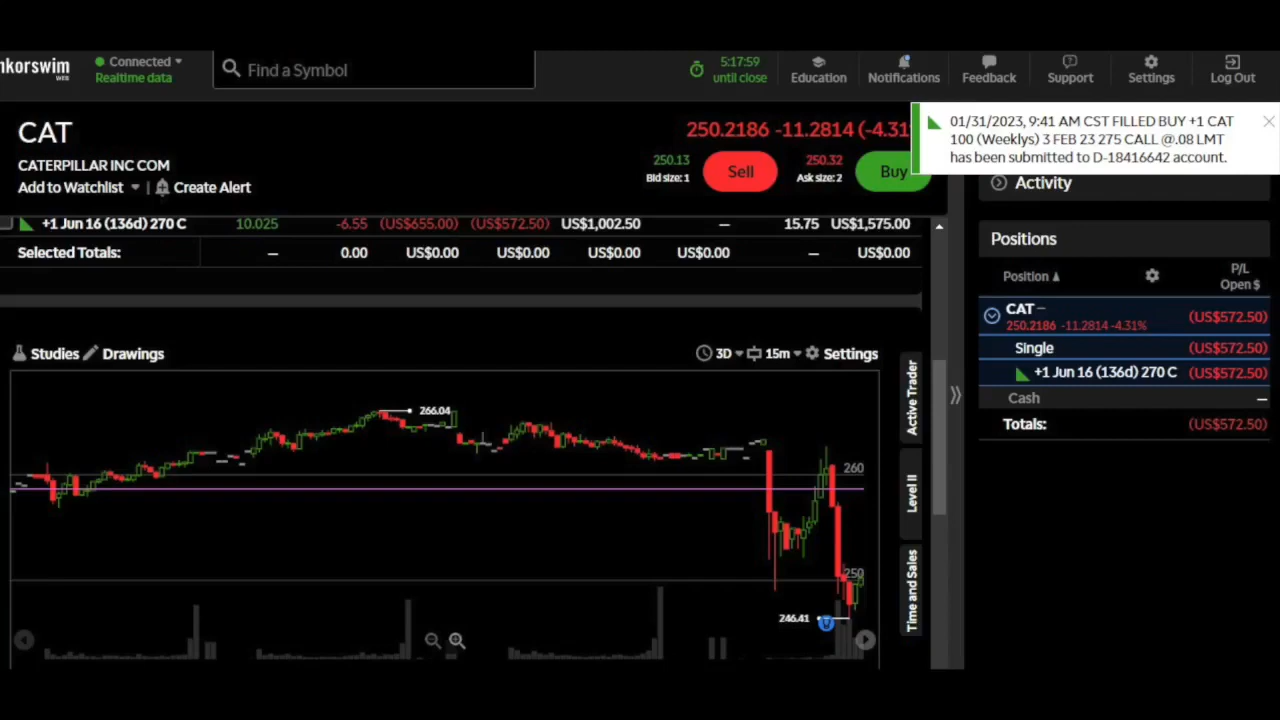 nkorswim
WEB
Connected
Realtime data
Find a Symbol
5:17:59
until close
Education
Notifications
Feedback
Support
Settings
Log Out
CAT
250.2186 -11.2814 (-4.31
CATERPILLAR INC COM
Add to Watchlist
Create Alert
250.13
Bid size: 1
Sell
250.32
Ask size: 2
Buy
01/31/2023, 9:41 AM CST FILLED BUY +1 CAT
100 (Weeklys) 3 FEB 23 275 CALL @.08 LMT
has been submitted to D-18416642 account.
Activity
+1 Jun 16 (136d) 270 C 10.025 -6.55 (US$655.00) (US$572.50) US$1,002.50 — 15.75 US$1,575.00
Selected Totals: — 0.00 US$0.00 US$0.00 US$0.00 US$0.00 — US$0.00
Positions
Position
P/L
Open $
CAT –
250.2186 -11.2814 -4.31%
(US$572.50)
Single (US$572.50)
+1 Jun 16 (136d) 270 C (US$572.50)
Cash —
Totals: (US$572.50)
Studies
Drawings
3D
15m
Settings
Active Trader
Level II
Time and Sales
266.04
260
250
246.41